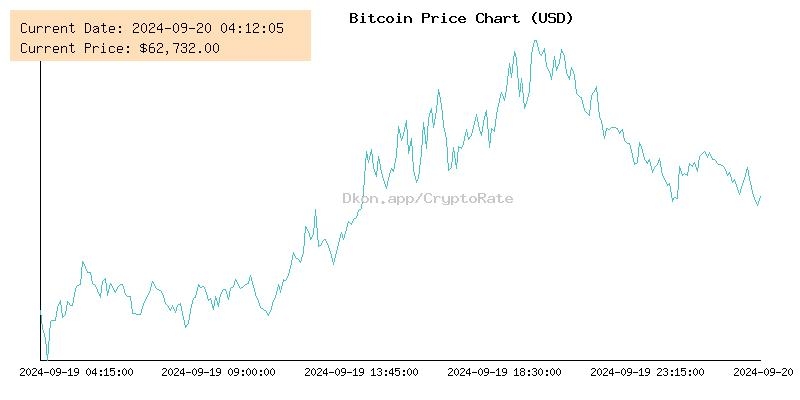 Bitcoin Price Chart (USD)
Current Date: 2024-09-20 04:12:05
Current Price: $62,732.00
Dkon.app/CryptoRate
2024-09-19 04:15:00 2024-09-19 09:00:00 2024-09-19 13:45:00 2024-09-19 18:30:00 2024-09-19 23:15:00 2024-09-20